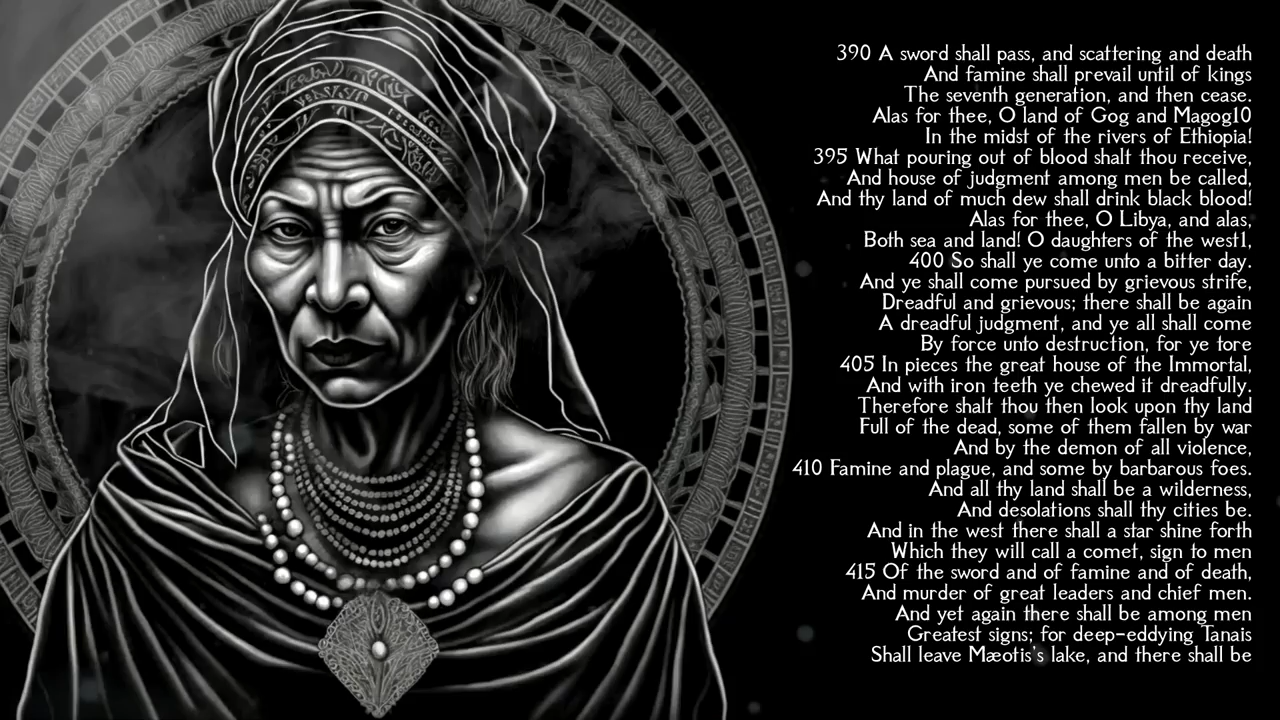 390 A sword shall pass, and scattering and death
And famine shall prevail until of kings
The seventh generation, and then cease.
Alas for thee, O land of Gog and Magog10
In the midst of the rivers of Ethiopia!
395 What pouring out of blood shalt thou receive,
And house of judgment among men be called,
And thy land of much dew shall drink black blood!
Alas for thee, O Libya, and alas,
Both sea and land! O daughters of the west1,
400 So shall ye come unto a bitter day.
And ye shall come pursued by grievous strife,
Dreadful and grievous; there shall be again
A dreadful judgment, and ye all shall come
By force unto destruction, for ye tore
405 In pieces the great house of the Immortal,
And with iron teeth ye chewed it dreadfully.
Therefore shalt thou then look upon thy land
Full of the dead, some of them fallen by war
And by the demon of all violence,
410 Famine and plague, and some by barbarous foes.
And all thy land shall be a wilderness,
And desolations shall thy cities be.
And in the west there shall a star shine forth
Which they will call a comet, sign to men
415 Of the sword and of famine and of death,
And murder of great leaders and chief men.
And yet again there shall be among men
Greatest signs; for deep-eddying Tanais
Shall leave Mæotis's lake, and there shall be